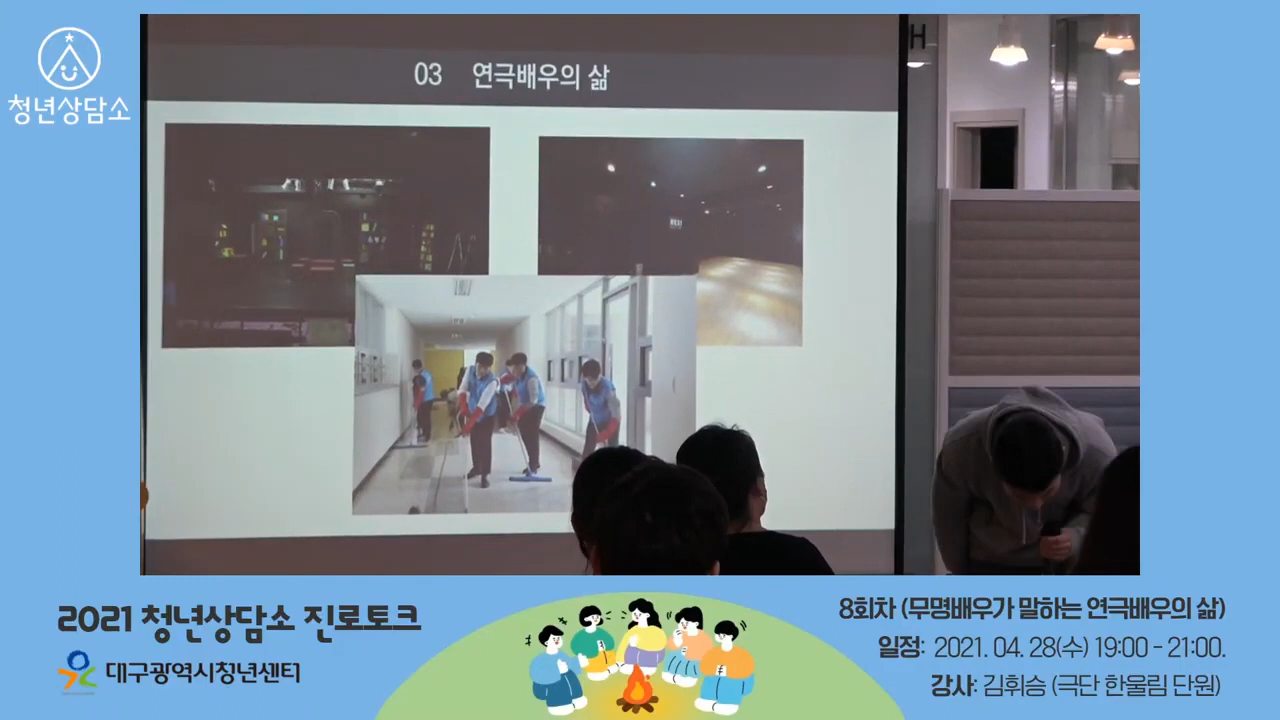 청년상담소
H
03 연극배우의 삶
2021 청년상담소 진로토크
대구광역시청년센터
8회차 (무명배우가 말하는 연극배우의 삶)
일정: 2021. 04. 28(수) 19:00 - 21:00.
강사: 김휘승 (극단 한울림 단원)